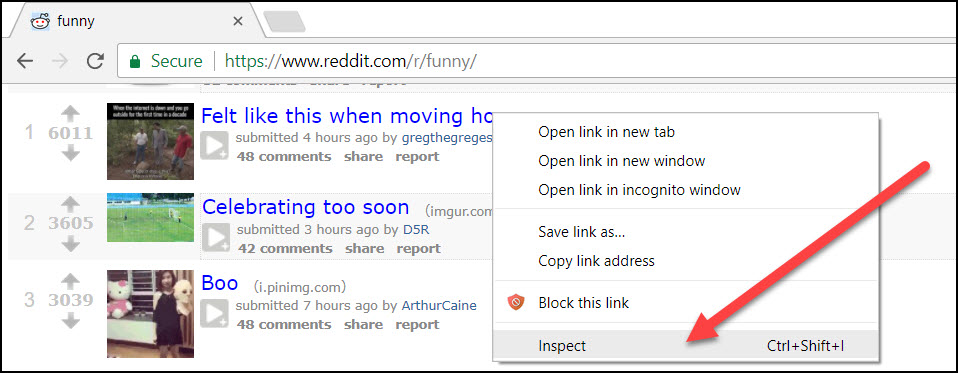 funny
Secure https://www.reddit.com/r/funny/
1
6011
When the internet is down and you go
outside for the first time in a decade
Felt like this when moving ho
submitted 4 hours ago by gregthegreges
48 comments share report
2
3605
Celebrating too soon (imgur.com
submitted 3 hours ago by D5R
42 comments share report
3
3039
Boo (i.pinimg.com)
submitted 7 hours ago by ArthurCaine
48 comments share report
Open link in new tab
Open link in new window
Open link in incognito window
Save link as...
Copy link address
Block this link
Inspect Ctrl+Shift+I